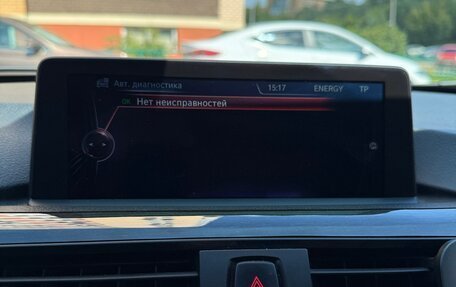 Авт. диагностика 15:17 ENERGY TP
OK Нет неисправностей